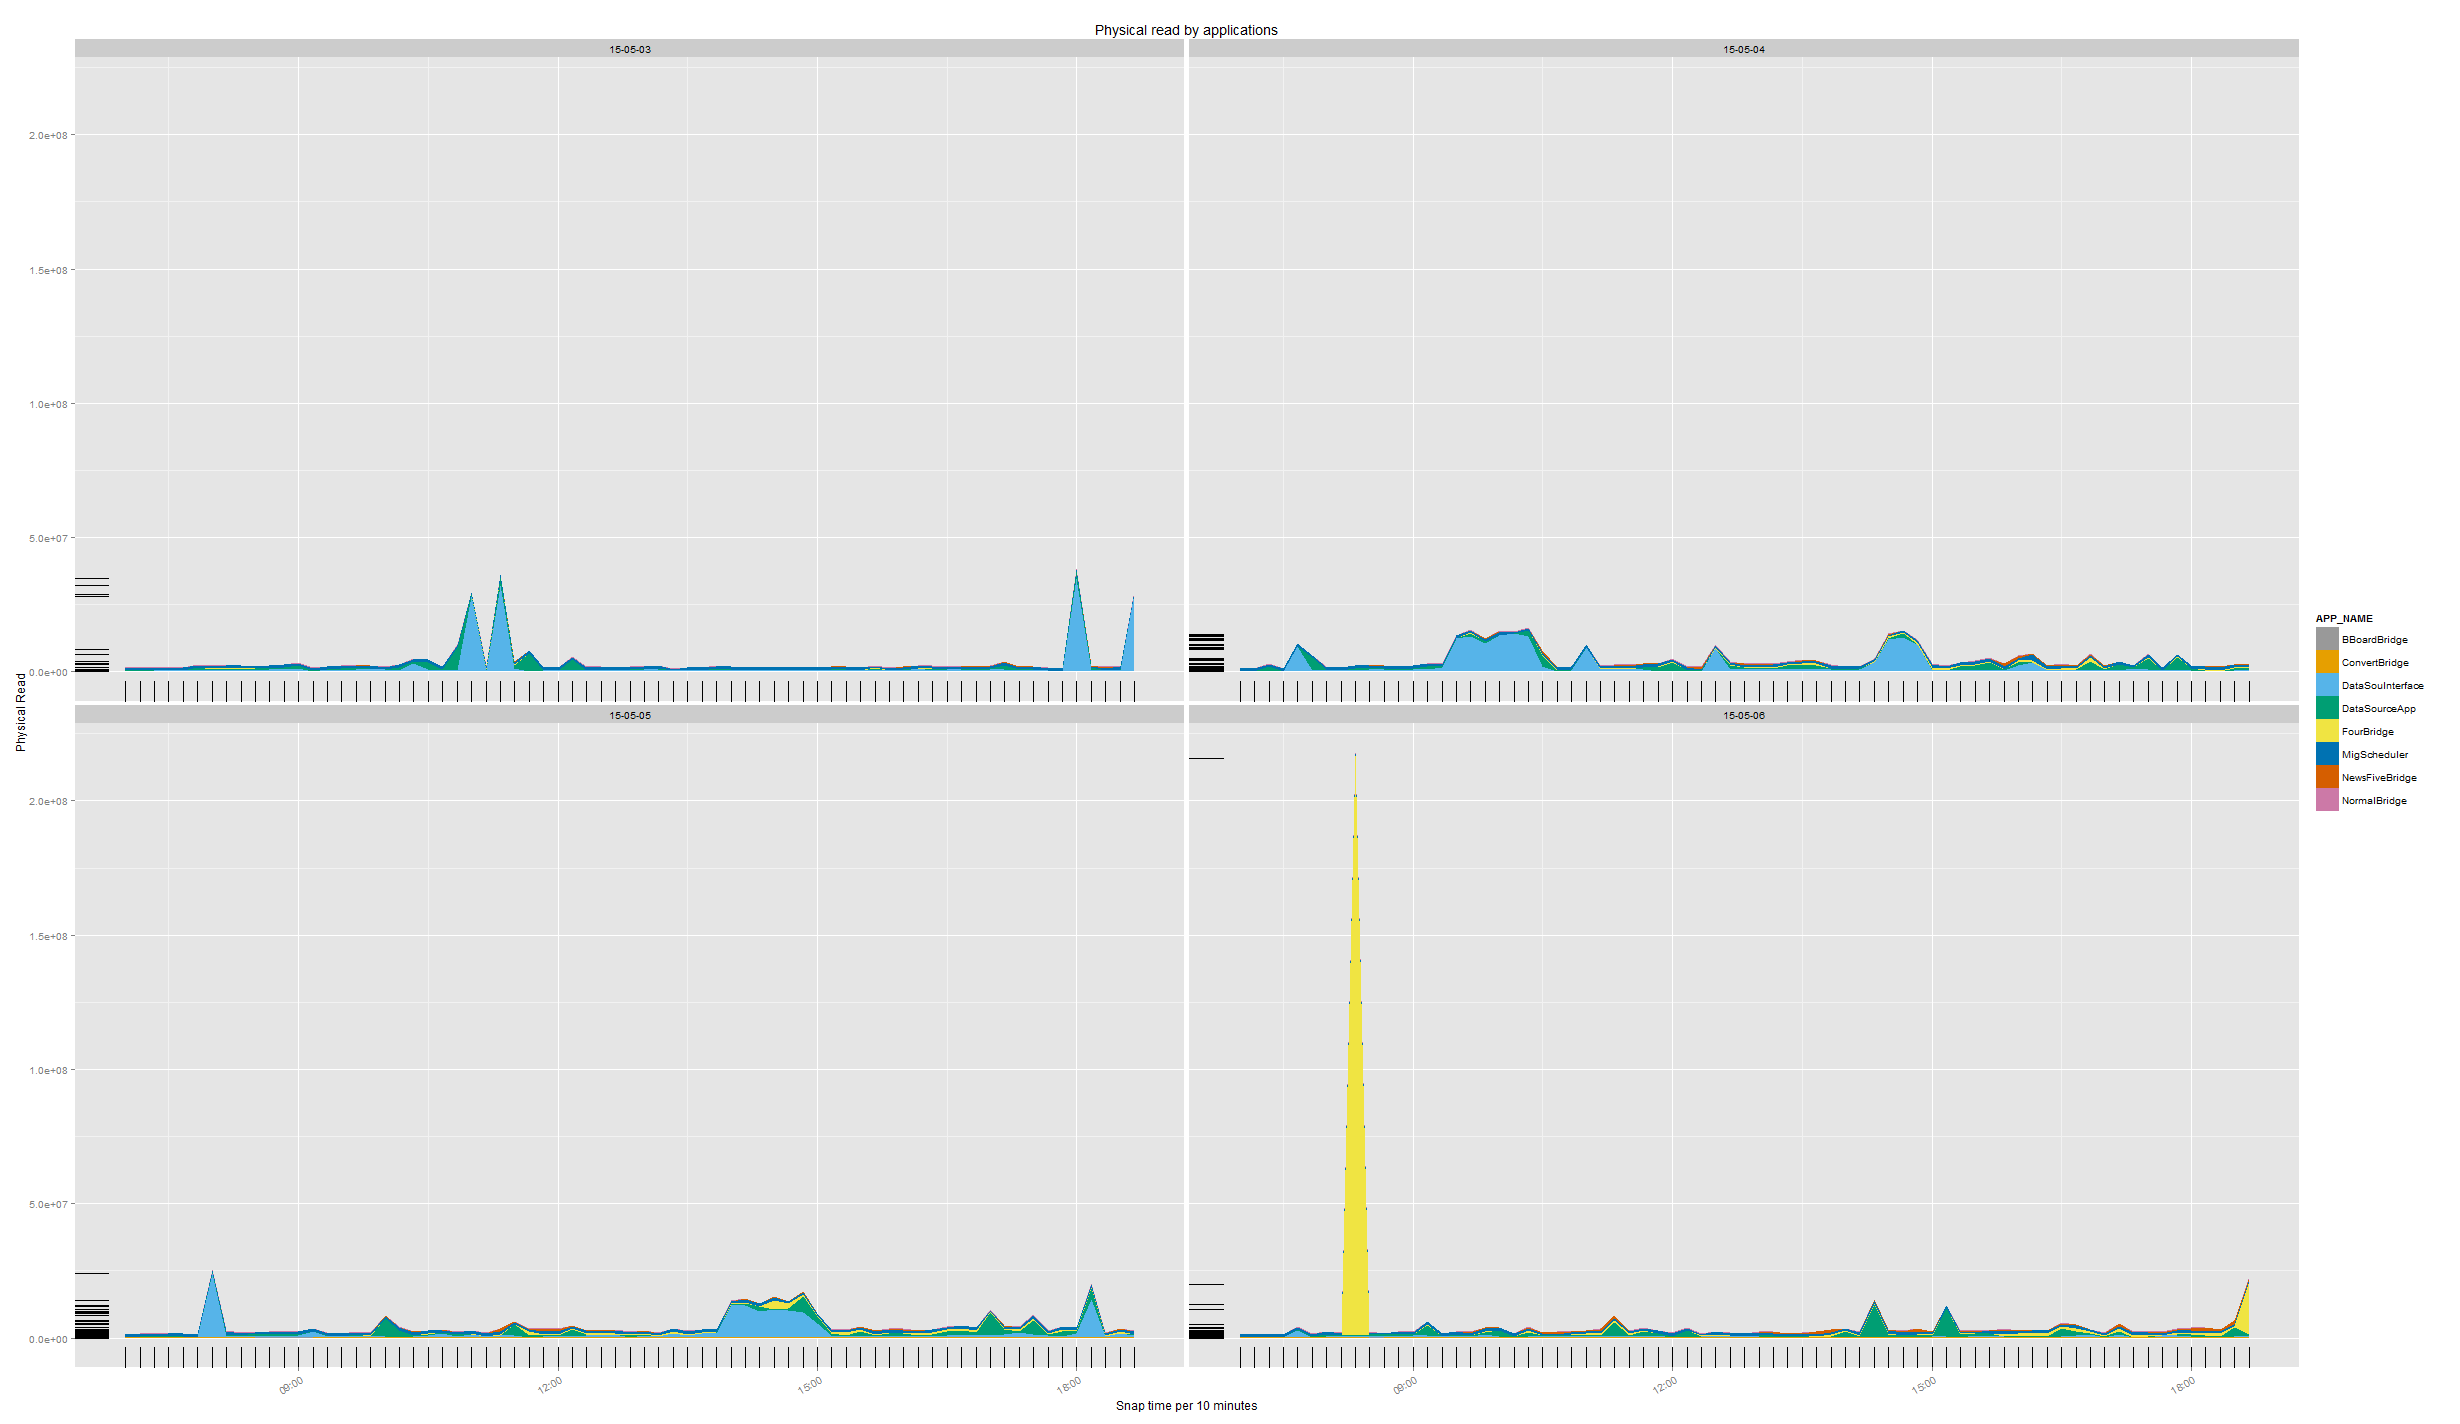 Physical read by applications
15-05-03
15-05-04
2.0e+08
1.5e+08
1.0e+08
5.0e+07
0.0e+00
Physical Read
15-05-05
15-05-06
2.0e+08
1.5e+08
1.0e+08
5.0e+07
0.0e+00
09:00
12:00
15:00
18:00
09:00
12:00
15:00
18:00
Snap time per 10 minutes
APP_NAME
BBoardBridge
ConvertBridge
DataSouInterface
DataSourceApp
FourBridge
MigScheduler
NewsFiveBridge
NormalBridge